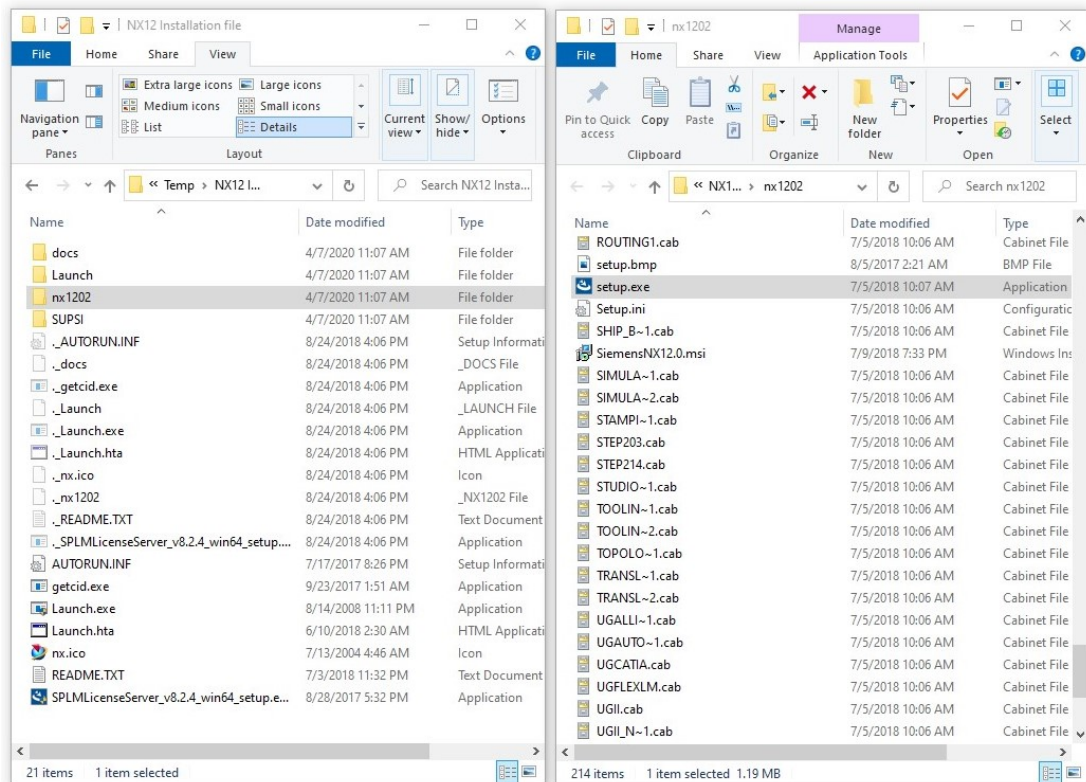 NX12 Installation file
File Home Share View
Navigation pane
Extra large icons Large icons
Medium icons Small icons
List Details
Current view
Show/ hide
Options
Panes Layout
« Temp › NX12 I... Search NX12 Insta...
Name Date modified Type
docs 4/7/2020 11:07 AM File folder
Launch 4/7/2020 11:07 AM File folder
nx1202 4/7/2020 11:07 AM File folder
SUPSI 4/7/2020 11:07 AM File folder
._AUTORUN.INF 8/24/2018 4:06 PM Setup Informati
._docs 8/24/2018 4:06 PM _DOCS File
._getcid.exe 8/24/2018 4:06 PM Application
._Launch 8/24/2018 4:06 PM _LAUNCH File
._Launch.exe 8/24/2018 4:06 PM Application
._Launch.hta 8/24/2018 4:06 PM HTML Applicati
._nx.ico 8/24/2018 4:06 PM Icon
._nx1202 8/24/2018 4:06 PM _NX1202 File
._README.TXT 8/24/2018 4:06 PM Text Document
._SPLMLicenseServer_v8.2.4_win64_setup.... 8/24/2018 4:06 PM Application
AUTORUN.INF 7/17/2017 8:26 PM Setup Informati
getcid.exe 9/23/2017 1:51 AM Application
Launch.exe 8/14/2008 11:11 PM Application
Launch.hta 6/10/2018 2:30 AM HTML Applicati
nx.ico 7/13/2004 4:46 AM Icon
README.TXT 7/3/2018 11:32 PM Text Document
SPLMLicenseServer_v8.2.4_win64_setup.e... 8/28/2017 5:32 PM Application
21 items 1 item selected
nx1202 Manage
File Home Share View Application Tools
Pin to Quick access
Copy
Paste
New folder
Properties
Select
Clipboard Organize New Open
« NX1... › nx1202 Search nx1202
Name Date modified Type
ROUTING1.cab 7/5/2018 10:06 AM Cabinet File
setup.bmp 8/5/2017 2:21 AM BMP File
setup.exe 7/5/2018 10:07 AM Application
Setup.ini 7/5/2018 10:06 AM Configuratic
SHIP_B~1.cab 7/5/2018 10:06 AM Cabinet File
SiemensNX12.0.msi 7/9/2018 7:33 PM Windows Ins
SIMULA~1.cab 7/5/2018 10:06 AM Cabinet File
SIMULA~2.cab 7/5/2018 10:06 AM Cabinet File
STAMPI~1.cab 7/5/2018 10:06 AM Cabinet File
STEP203.cab 7/5/2018 10:06 AM Cabinet File
STEP214.cab 7/5/2018 10:06 AM Cabinet File
STUDIO~1.cab 7/5/2018 10:06 AM Cabinet File
TOOLIN~1.cab 7/5/2018 10:06 AM Cabinet File
TOOLIN~2.cab 7/5/2018 10:06 AM Cabinet File
TOPOLO~1.cab 7/5/2018 10:06 AM Cabinet File
TRANSL~1.cab 7/5/2018 10:06 AM Cabinet File
TRANSL~2.cab 7/5/2018 10:06 AM Cabinet File
UGALLI~1.cab 7/5/2018 10:06 AM Cabinet File
UGAUTO~1.cab 7/5/2018 10:06 AM Cabinet File
UGCATIA.cab 7/5/2018 10:06 AM Cabinet File
UGFLEXLM.cab 7/5/2018 10:06 AM Cabinet File
UGII.cab 7/5/2018 10:06 AM Cabinet File
UGII_N~1.cab 7/5/2018 10:06 AM Cabinet File
214 items 1 item selected 1.19 MB